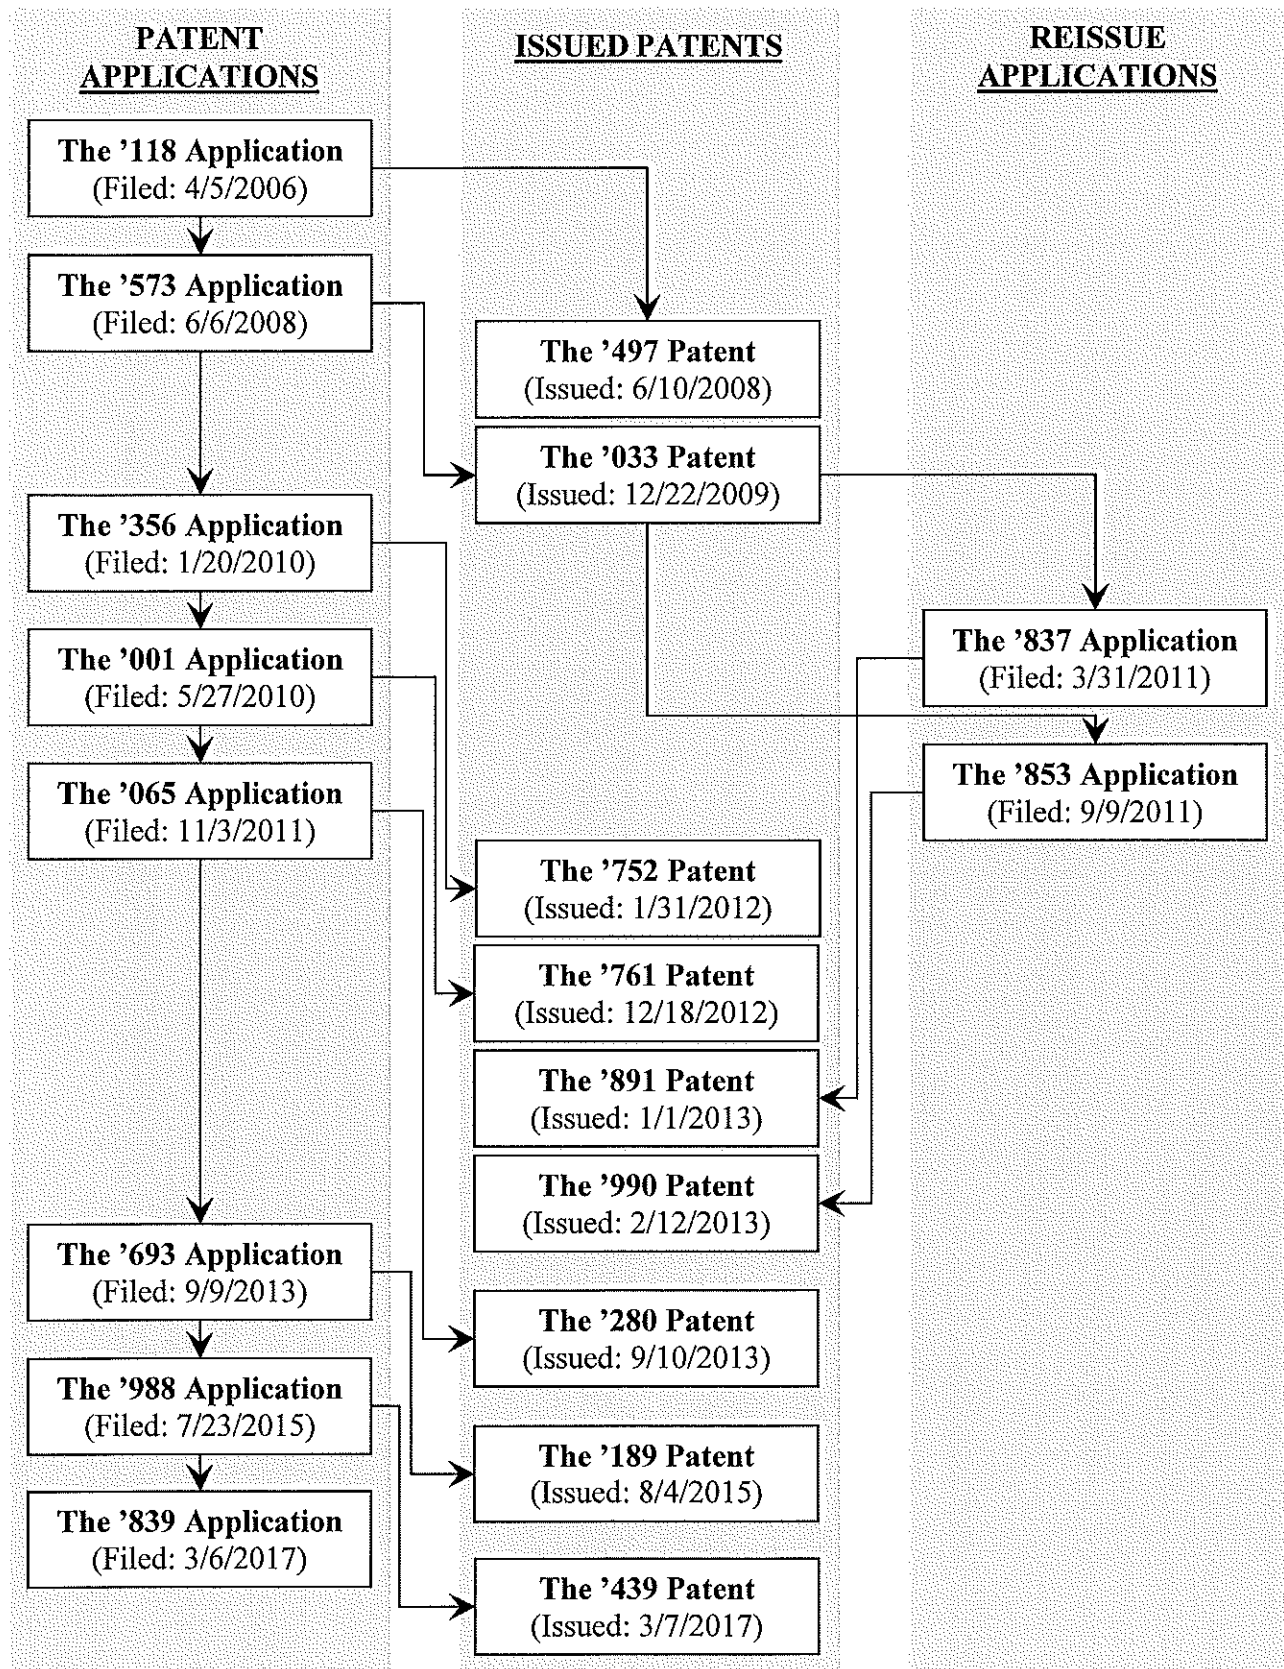 PATENT
APPLICATIONS
The ’118 Application
(Filed: 4/5/2006)
The ’573 Application
(Filed: 6/6/2008)
The ’356 Application
(Filed: 1/20/2010)
The ’001 Application
(Filed: 5/27/2010)
The ’065 Application
(Filed: 11/3/2011)
The ’693 Application
(Filed: 9/9/2013)
The ’988 Application
(Filed: 7/23/2015)
The ’839 Application
(Filed: 3/6/2017)
ISSUED PATENTS
The ’497 Patent
(Issued: 6/10/2008)
The ’033 Patent
(Issued: 12/22/2009)
The ’752 Patent
(Issued: 1/31/2012)
The ’761 Patent
(Issued: 12/18/2012)
The ’891 Patent
(Issued: 1/1/2013)
The ’990 Patent
(Issued: 2/12/2013)
The ’280 Patent
(Issued: 9/10/2013)
The ’189 Patent
(Issued: 8/4/2015)
The ’439 Patent
(Issued: 3/7/2017)
REISSUE
APPLICATIONS
The ’837 Application
(Filed: 3/31/2011)
The ’853 Application
(Filed: 9/9/2011)